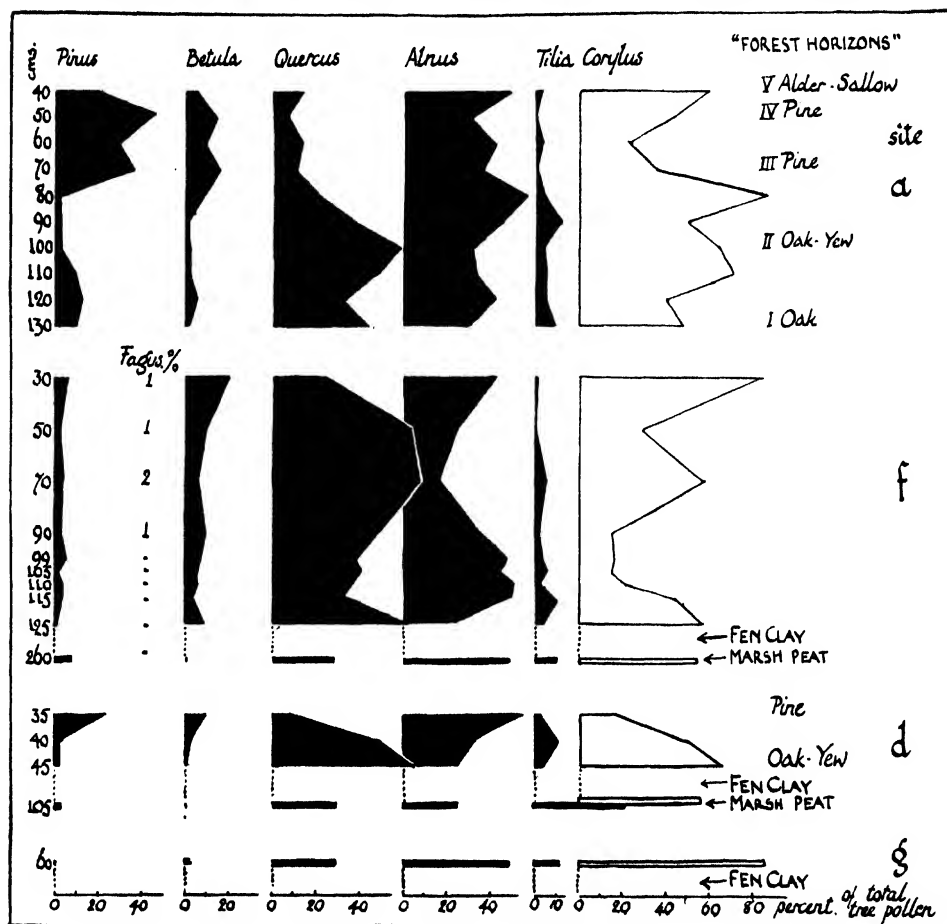 "FOREST HORIZONS"
Pinus Betula Quercus Alnus Tilia Corylus
40 V Alder-Sallow
50 IV Pine
60 site
70 III Pine
80 a
90
100 II Oak-Yew
110
120
130 I Oak
Fagus.%
30 1
50 1
70 2 f
90 1
99 .
105 .
110 .
115 .
125 .
← FEN CLAY
200 . ← MARSH PEAT
35 Pine
40 d
45 Oak-Yew
← FEN CLAY
105 ← MARSH PEAT
60 g
← FEN CLAY
0 20 40 0 20 0 20 40 0 20 40 0 0 20 40 60 80 percent. of total tree pollen